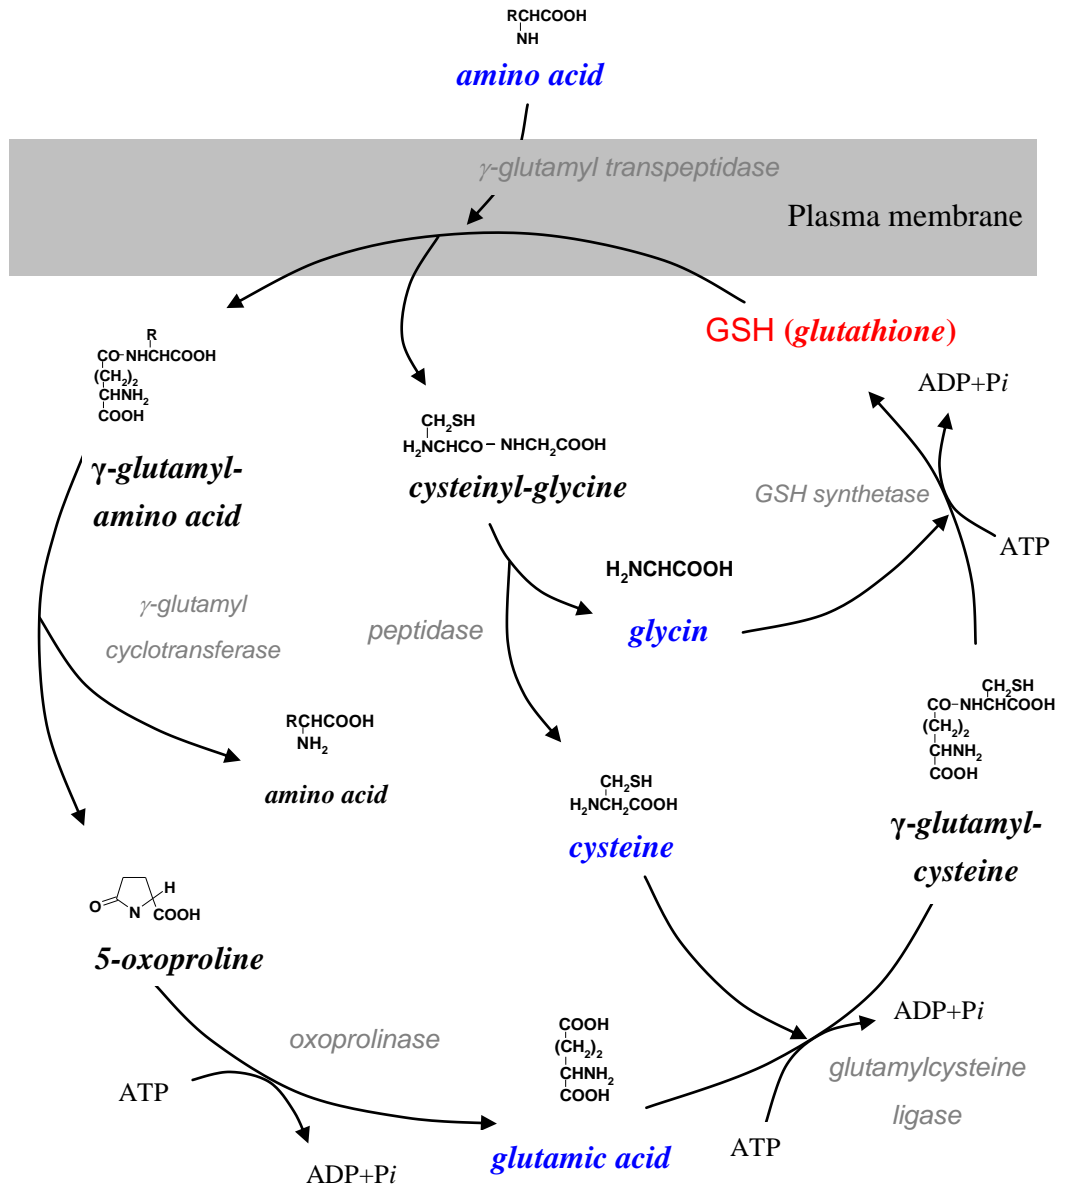 RCHCOOH
NH
amino acid
γ-glutamyl transpeptidase
Plasma membrane
GSH (glutathione)
R
CO-NHCHCOOH
(CH2)2
CHNH2
COOH
γ-glutamyl-
amino acid
CH2SH
H2NCHCO – NHCH2COOH
cysteinyl-glycine
ADP+Pi
GSH synthetase
ATP
H2NCHCOOH
glycin
γ-glutamyl
cyclotransferase
peptidase
RCHCOOH
NH2
amino acid
CH2SH
CO-NHCHCOOH
(CH2)2
CHNH2
COOH
γ-glutamyl-
cysteine
CH2SH
H2NCH2COOH
cysteine
O
N
H
COOH
5-oxoproline
oxoprolinase
ATP
ADP+Pi
COOH
(CH2)2
CHNH2
COOH
glutamic acid
ADP+Pi
glutamylcysteine
ligase
ATP